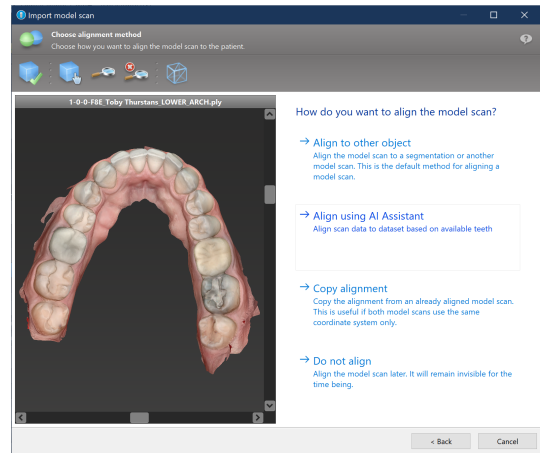 Import model scan
Choose alignment method
Choose how you want to align the model scan to the patient.
1-0-0-F8E_Toby Thurstans_LOWER_ARCH.ply
How do you want to align the model scan?
→ Align to other object
Align the model scan to a segmentation or another
model scan. This is the default method for aligning a
model scan.
→ Align using AI Assistant
Align scan data to dataset based on available teeth
→ Copy alignment
Copy the alignment from an already aligned model scan.
This is useful if both model scans use the same
coordinate system only.
→ Do not align
Align the model scan later. It will remain invisible for the
time being.
< Back
Cancel